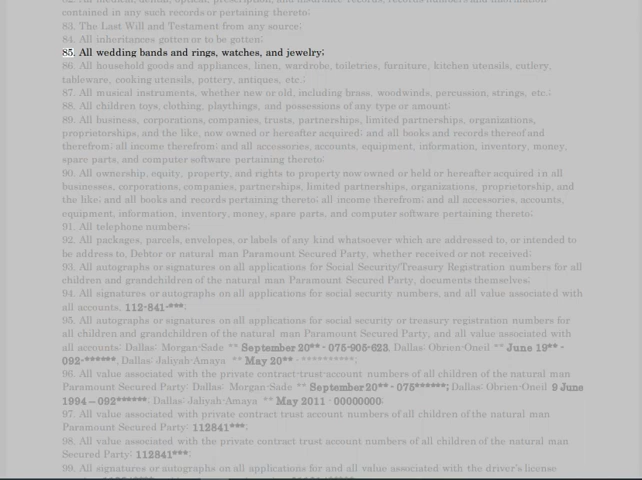 82. All medical, dental, optical, prescription, and insurance records, records numbers and information
contained in any such records or pertaining thereto;
83. The Last Will and Testament from any source;
84. All inheritances gotten or to be gotten;
85. All wedding bands and rings, watches, and jewelry;
86. All household goods and appliances, linen, wardrobe, toiletries, furniture, kitchen utensils, cutlery,
tableware, cooking utensils, pottery, antiques, etc.;
87. All musical instruments, whether new or old, including brass. woodwinds, percussion, strings, etc.;
88. All children toys, clothing, playthings, and possessions of any type or amount;
89. All business, corporations, companies, trusts, partnerships, limited partnerships, organizations,
proprietorships, and the like, now owned or hereafter acquired; and all books and records thereof and
therefrom; all income therefrom; and all accessories, accounts, equipment, information, inventory, money,
spare parts, and computer software pertaining thereto;
90. All ownership, equity, property, and rights to property now owned or held or hereafter acquired in all
businesses, corporations, companies, partnerships, limited partnerships, organizations, proprietorship, and
the like; and all books and records pertaining thereto; all income therefrom; and all accessories, accounts,
equipment, information, inventory, money, spare parts, and computer software pertaining thereto;
91. All telephone numbers;
92. All packages, parcels, envelopes, or labels of any kind whatsoever which are addressed to, or intended to
be address to, Debtor or natural man Paramount Secured Party, whether received or not received;
93. All autographs or signatures on all applications for Social Security/Treasury Registration numbers for all
children and grandchildren of the natural man Paramount Secured Party, documents themselves;
94. All signatures or autographs on all applications for social security numbers, and all value associated with
all accounts. 112-841-***;
95. All autographs or signatures on all applications for social security or treasury registration numbers for
all children and grandchildren of the natural man Paramount Secured Party, and all value associated with
all accounts: Dallas: Morgan-Sade ** September 20** - 075-905-623, Dallas: Obrien-Oneil ** June 19** -
092-******, Dallas: Jaliyah-Amaya ** May 20** - **********;
96. All value associated with the private contract-trust-account numbers of all children of the natural man
Paramount Secured Party: Dallas: Morgan-Sade ** September 20** - 075******; Dallas: Obrien-Oneil 9 June
1994 – 092******, Dallas: Jaliyah-Amaya ** May 2011 - 00000000;
97. All value associated with private contract trust account numbers of all children of the natural man
Paramount Secured Party: 112841***;
98. All value associated with the private contract trust account numbers of all children of the natural man
Secured Party: 112841***;
99. All signatures or autographs on all applications for and all value associated with the driver's license